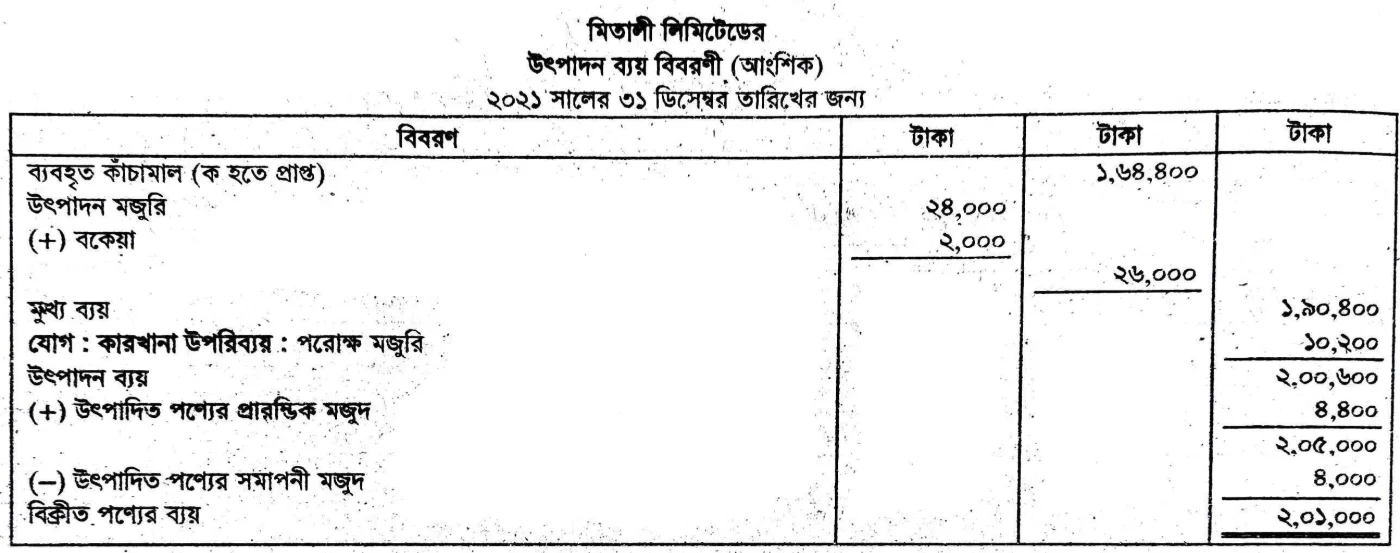 মিতালী লিমিটেডের
উৎপাদন ব্যয় বিবরণী (আংশিক)
২০২১ সালের ৩১ ডিসেম্বর তারিখের জন্য
বিবরণ টাকা টাকা টাকা
ব্যবহৃত কাঁচামাল (ক হতে প্রাপ্ত) ১,৬৪,৪০০
উৎপাদন মজুরি ২৪,০০০
(+) বকেয়া ২,০০০
২৬,০০০
মুখ্য ব্যয় ১,৯০,৪০০
যোগ : কারখানা উপরিব্যয় : পরোক্ষ মজুরি ১০,২০০
উৎপাদন ব্যয় ২,০০,৬০০
(+) উৎপাদিত পণ্যের প্রারম্ভিক মজুদ ৪,৪০০
২,০৫,০০০
(–) উৎপাদিত পণ্যের সমাপনী মজুদ ৪,০০০
বিক্রীত পণ্যের ব্যয় ২,০১,০০০